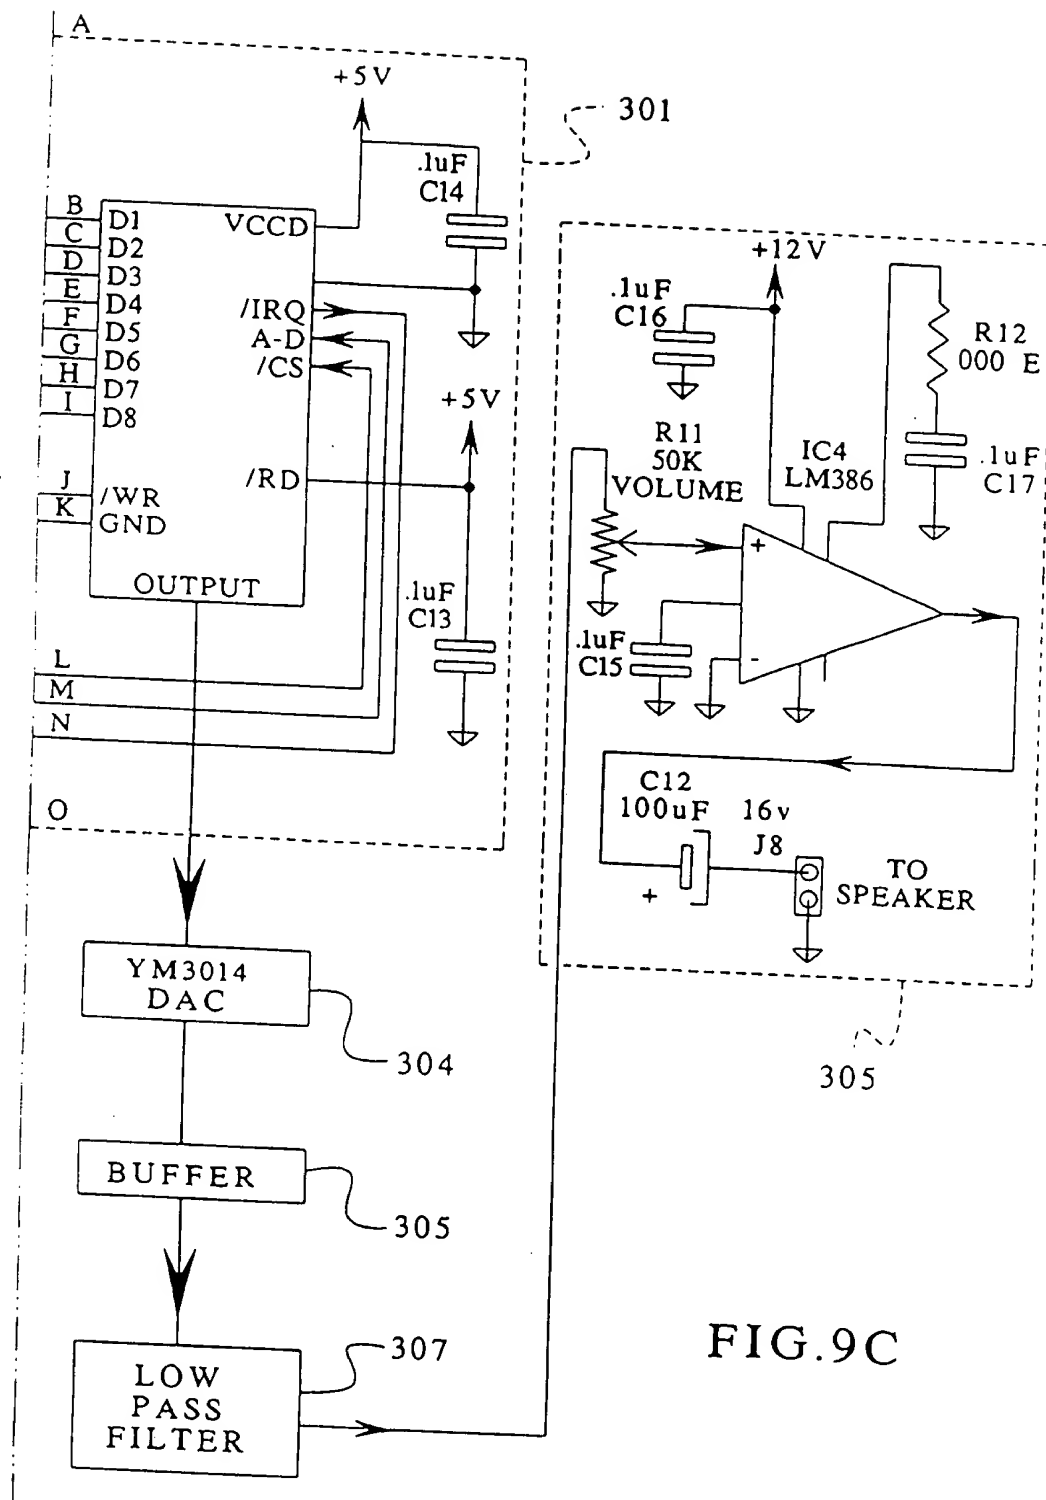 A
+5V
301
.1uF
C14
B
C
D
E
F
G
H
I
D1
D2
D3
D4
D5
D6
D7
D8
VCCD
/IRQ
A-D
/CS
+5V
J
K
/WR
GND
/RD
OUTPUT
.1uF
C13
L
M
N
O
+12V
.1uF
C16
R12
000 E
R11
50K
VOLUME
IC4
LM386
.1uF
C17
+
-
.1uF
C15
C12
100uF
16v
J8
+
TO
SPEAKER
305
YM3014
DAC
304
BUFFER
305
LOW
PASS
FILTER
307
FIG.9C